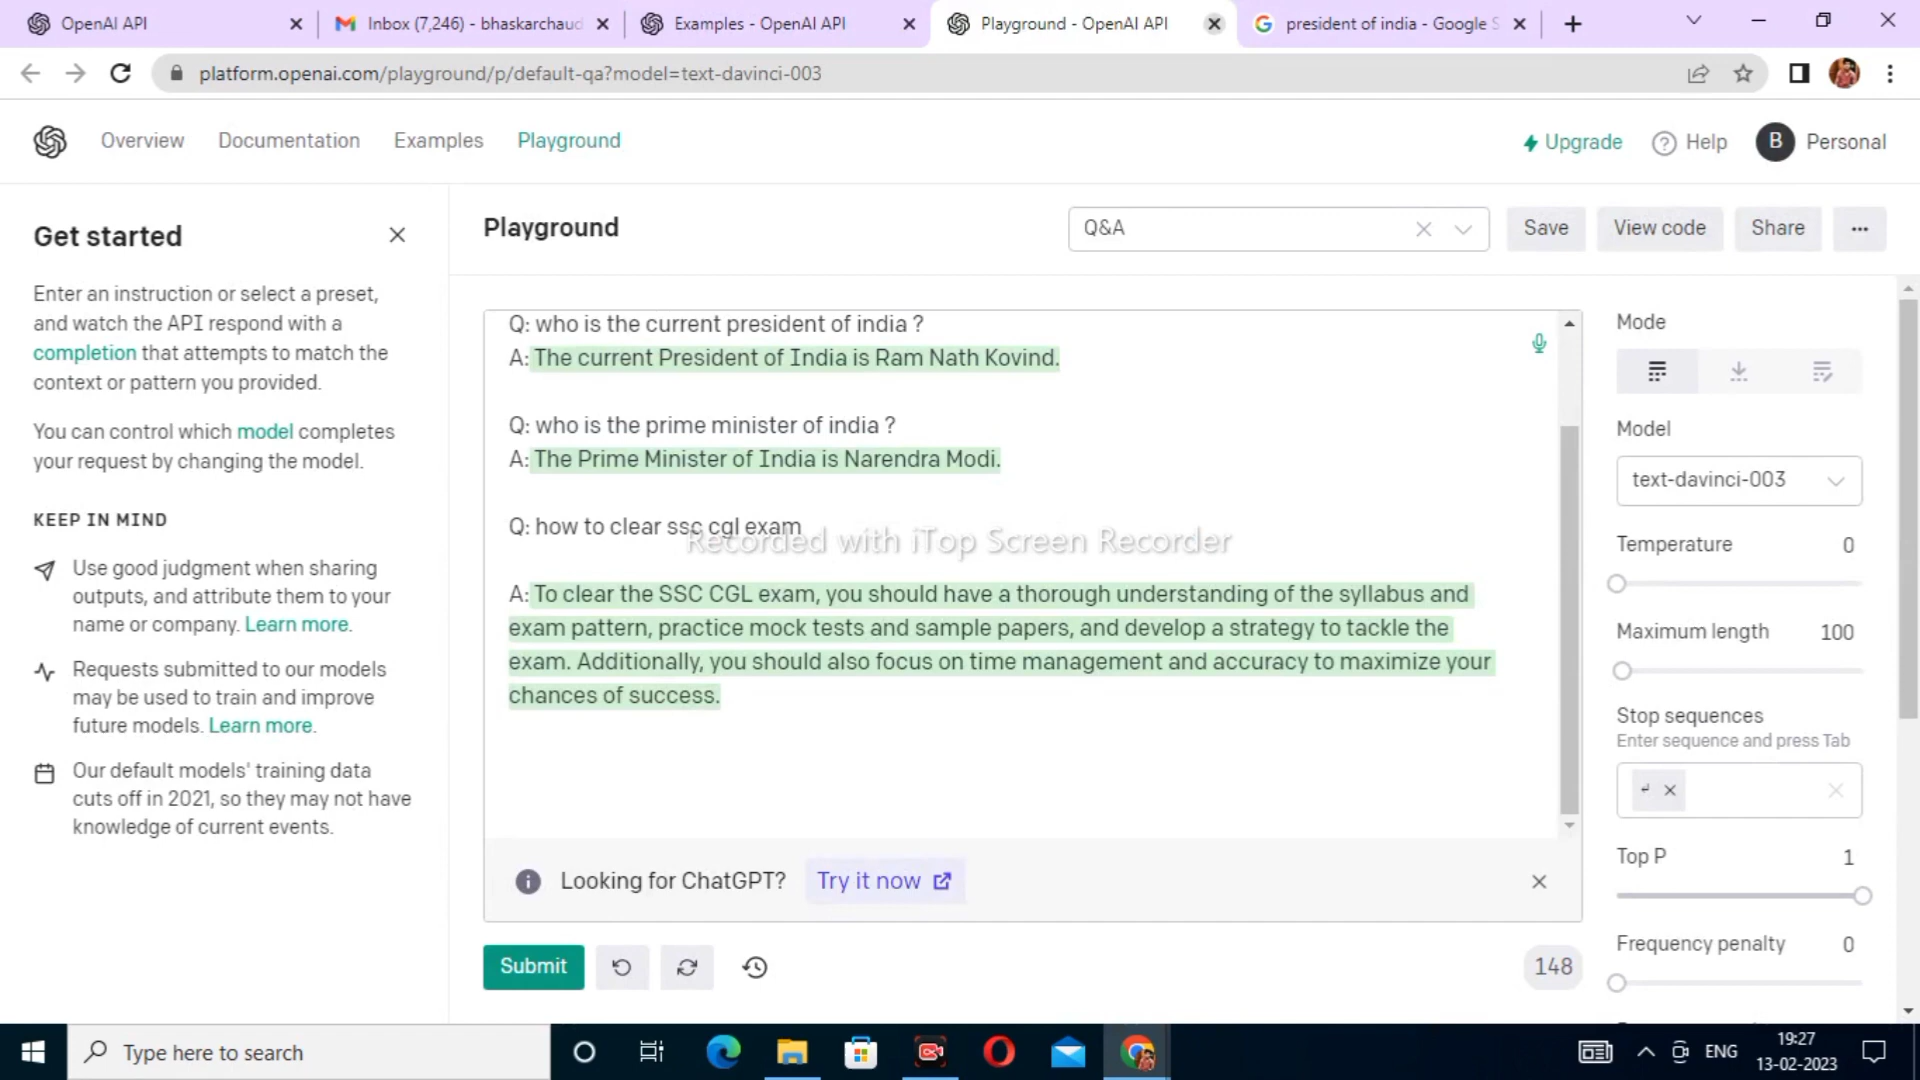 OpenAI API
Inbox (7,246) - bhaskarchaud
Examples - OpenAI API
Playground - OpenAI API
president of india - Google S
platform.openai.com/playground/p/default-qa?model=text-davinci-003
Overview
Documentation
Examples
Playground
Upgrade
Help
B
Personal
Get started
Enter an instruction or select a preset,
and watch the API respond with a
completion that attempts to match the
context or pattern you provided.
You can control which model completes
your request by changing the model.
KEEP IN MIND
Use good judgment when sharing
outputs, and attribute them to your
name or company. Learn more.
Requests submitted to our models
may be used to train and improve
future models. Learn more.
Our default models' training data
cuts off in 2021, so they may not have
knowledge of current events.
Playground
Q&A
Save
View code
Share
...
Q: who is the current president of india ?
A: The current President of India is Ram Nath Kovind.
Q: who is the prime minister of india ?
A: The Prime Minister of India is Narendra Modi.
Q: how to clear ssc cgl exam
Recorded with iTop Screen Recorder
A: To clear the SSC CGL exam, you should have a thorough understanding of the syllabus and
exam pattern, practice mock tests and sample papers, and develop a strategy to tackle the
exam. Additionally, you should also focus on time management and accuracy to maximize your
chances of success.
Looking for ChatGPT? Try it now
Submit
148
Mode
Model
text-davinci-003
Temperature 0
Maximum length 100
Stop sequences
Enter sequence and press Tab
↵
Top P 1
Frequency penalty 0
Type here to search
ENG
19:27
13-02-2023